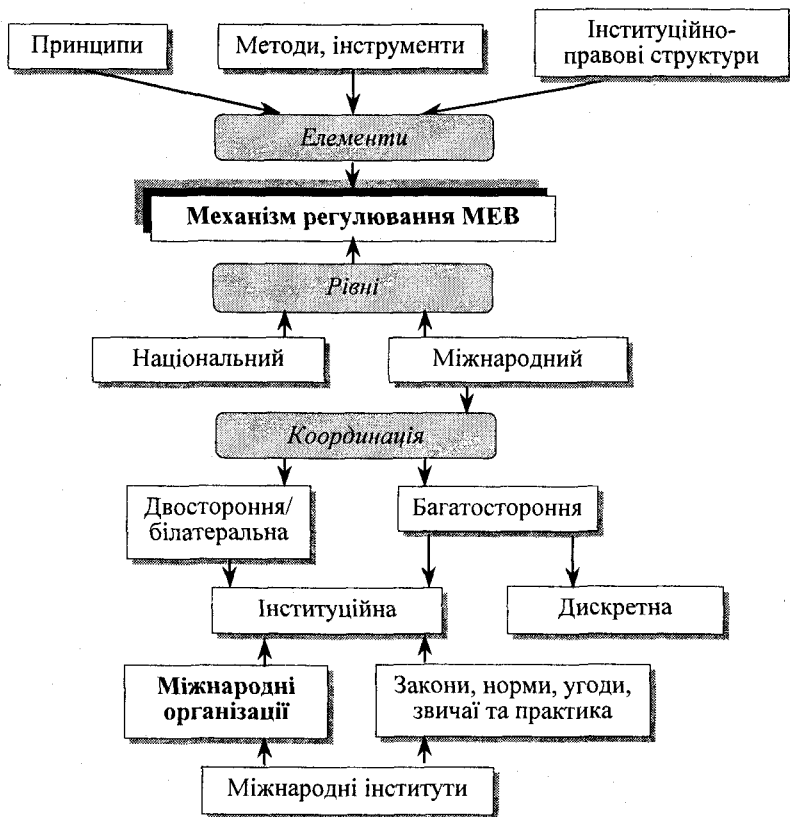 Принципи
Методи, інструменти
Інституційно-
правові структури
Елементи
Механізм регулювання МЕВ
Рівні
Національний
Міжнародний
Координація
Двостороння/
білатеральна
Багатостороння
Інституційна
Дискретна
Міжнародні
організації
Закони, норми, угоди,
звичаї та практика
Міжнародні інститути